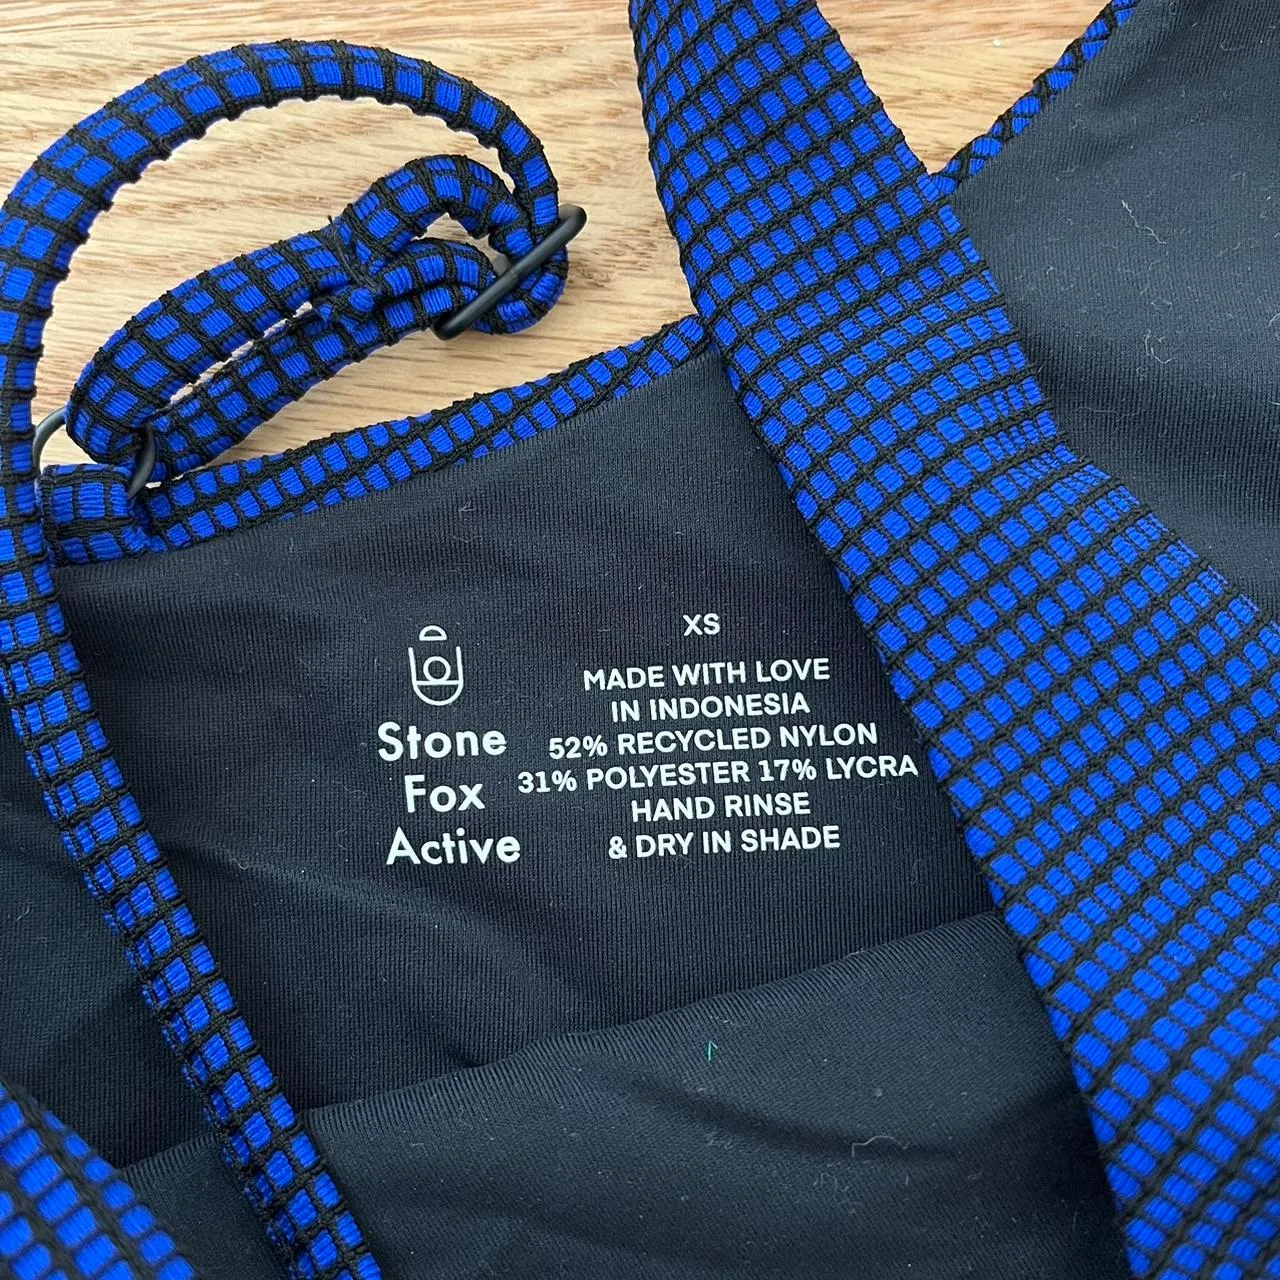 Stone
Fox
Active
XS
MADE WITH LOVE
IN INDONESIA
52% RECYCLED NYLON
31% POLYESTER 17% LYCRA
HAND RINSE
& DRY IN SHADE